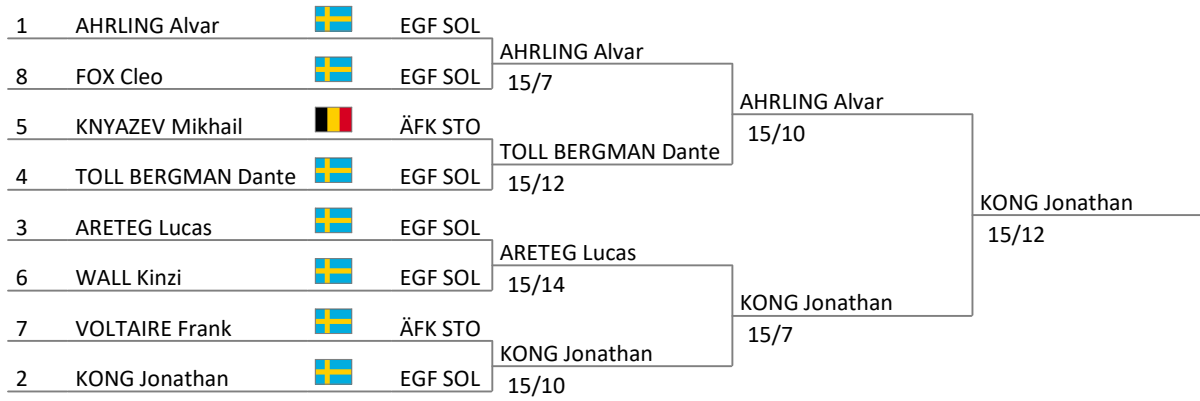 1 AHRLING Alvar EGF SOL
AHRLING Alvar
15/7
8 FOX Cleo EGF SOL
AHRLING Alvar
15/10
5 KNYAZEV Mikhail ÄFK STO
TOLL BERGMAN Dante
15/12
4 TOLL BERGMAN Dante EGF SOL
KONG Jonathan
15/12
3 ARETEG Lucas EGF SOL
ARETEG Lucas
15/14
6 WALL Kinzi EGF SOL
KONG Jonathan
15/7
7 VOLTAIRE Frank ÄFK STO
KONG Jonathan
15/10
2 KONG Jonathan EGF SOL